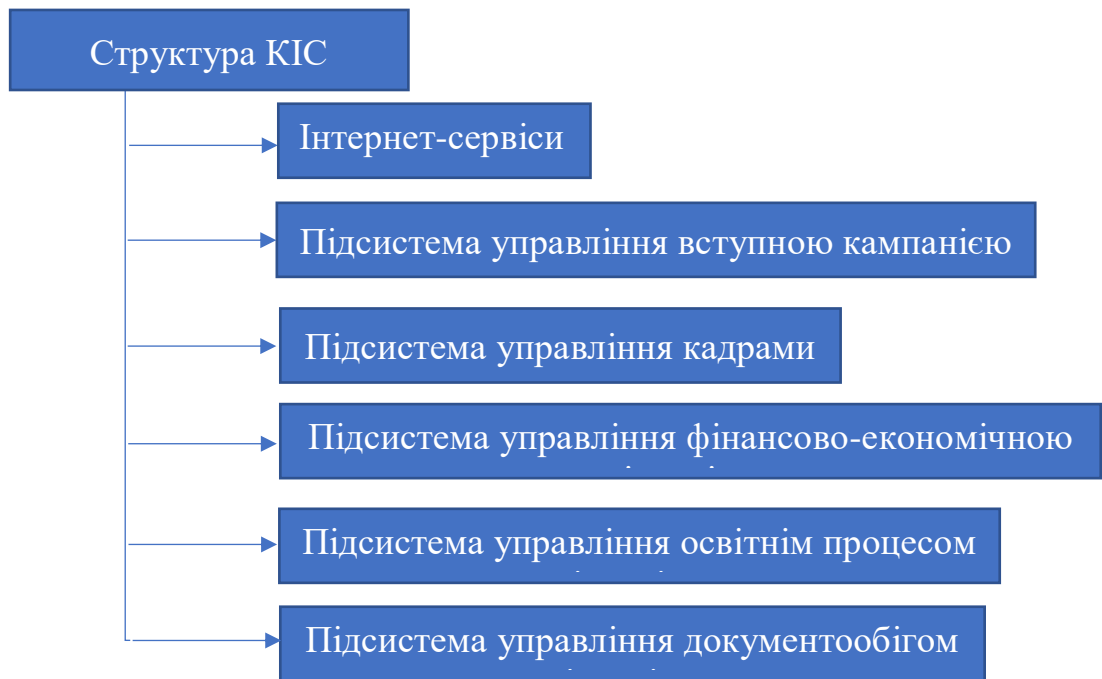 Структура КІС
Інтернет-сервіси
Підсистема управління вступною кампанією
Підсистема управління кадрами
Підсистема управління фінансово-економічною
Підсистема управління освітнім процесом
Підсистема управління документообігом